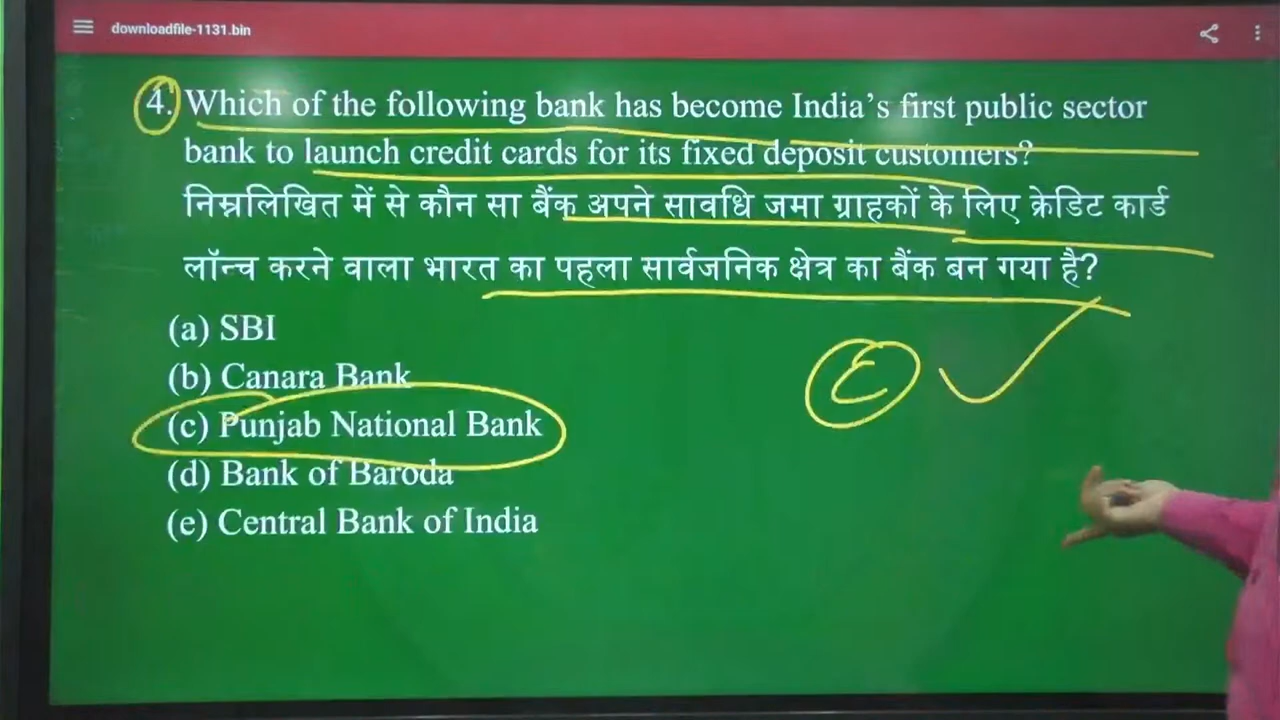 downloadfile-1131.bin
4. Which of the following bank has become India's first public sector
bank to launch credit cards for its fixed deposit customers?
निम्नलिखित में से कौन सा बैंक अपने सावधि जमा ग्राहकों के लिए क्रेडिट कार्ड
लॉन्च करने वाला भारत का पहला सार्वजनिक क्षेत्र का बैंक बन गया है?
(a) SBI
(b) Canara Bank
(c) Punjab National Bank
(d) Bank of Baroda
(e) Central Bank of India